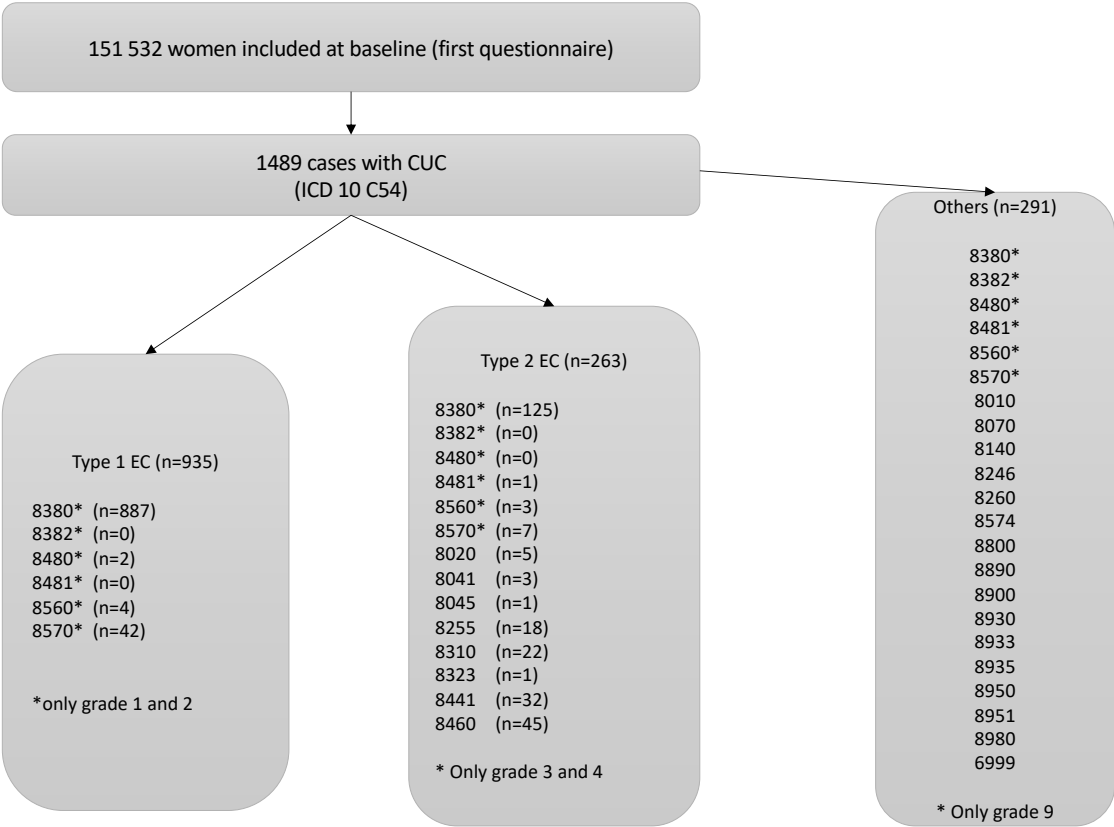 151 532 women included at baseline (first questionnaire)
1489 cases with CUC
(ICD 10 C54)
Type 1 EC (n=935)
8380* (n=887)
8382* (n=0)
8480* (n=2)
8481* (n=0)
8560* (n=4)
8570* (n=42)
*only grade 1 and 2
Type 2 EC (n=263)
8380* (n=125)
8382* (n=0)
8480* (n=0)
8481* (n=1)
8560* (n=3)
8570* (n=7)
8020 (n=5)
8041 (n=3)
8045 (n=1)
8255 (n=18)
8310 (n=22)
8323 (n=1)
8441 (n=32)
8460 (n=45)
* Only grade 3 and 4
Others (n=291)
8380*
8382*
8480*
8481*
8560*
8570*
8010
8070
8140
8246
8260
8574
8800
8890
8900
8930
8933
8935
8950
8951
8980
6999
* Only grade 9